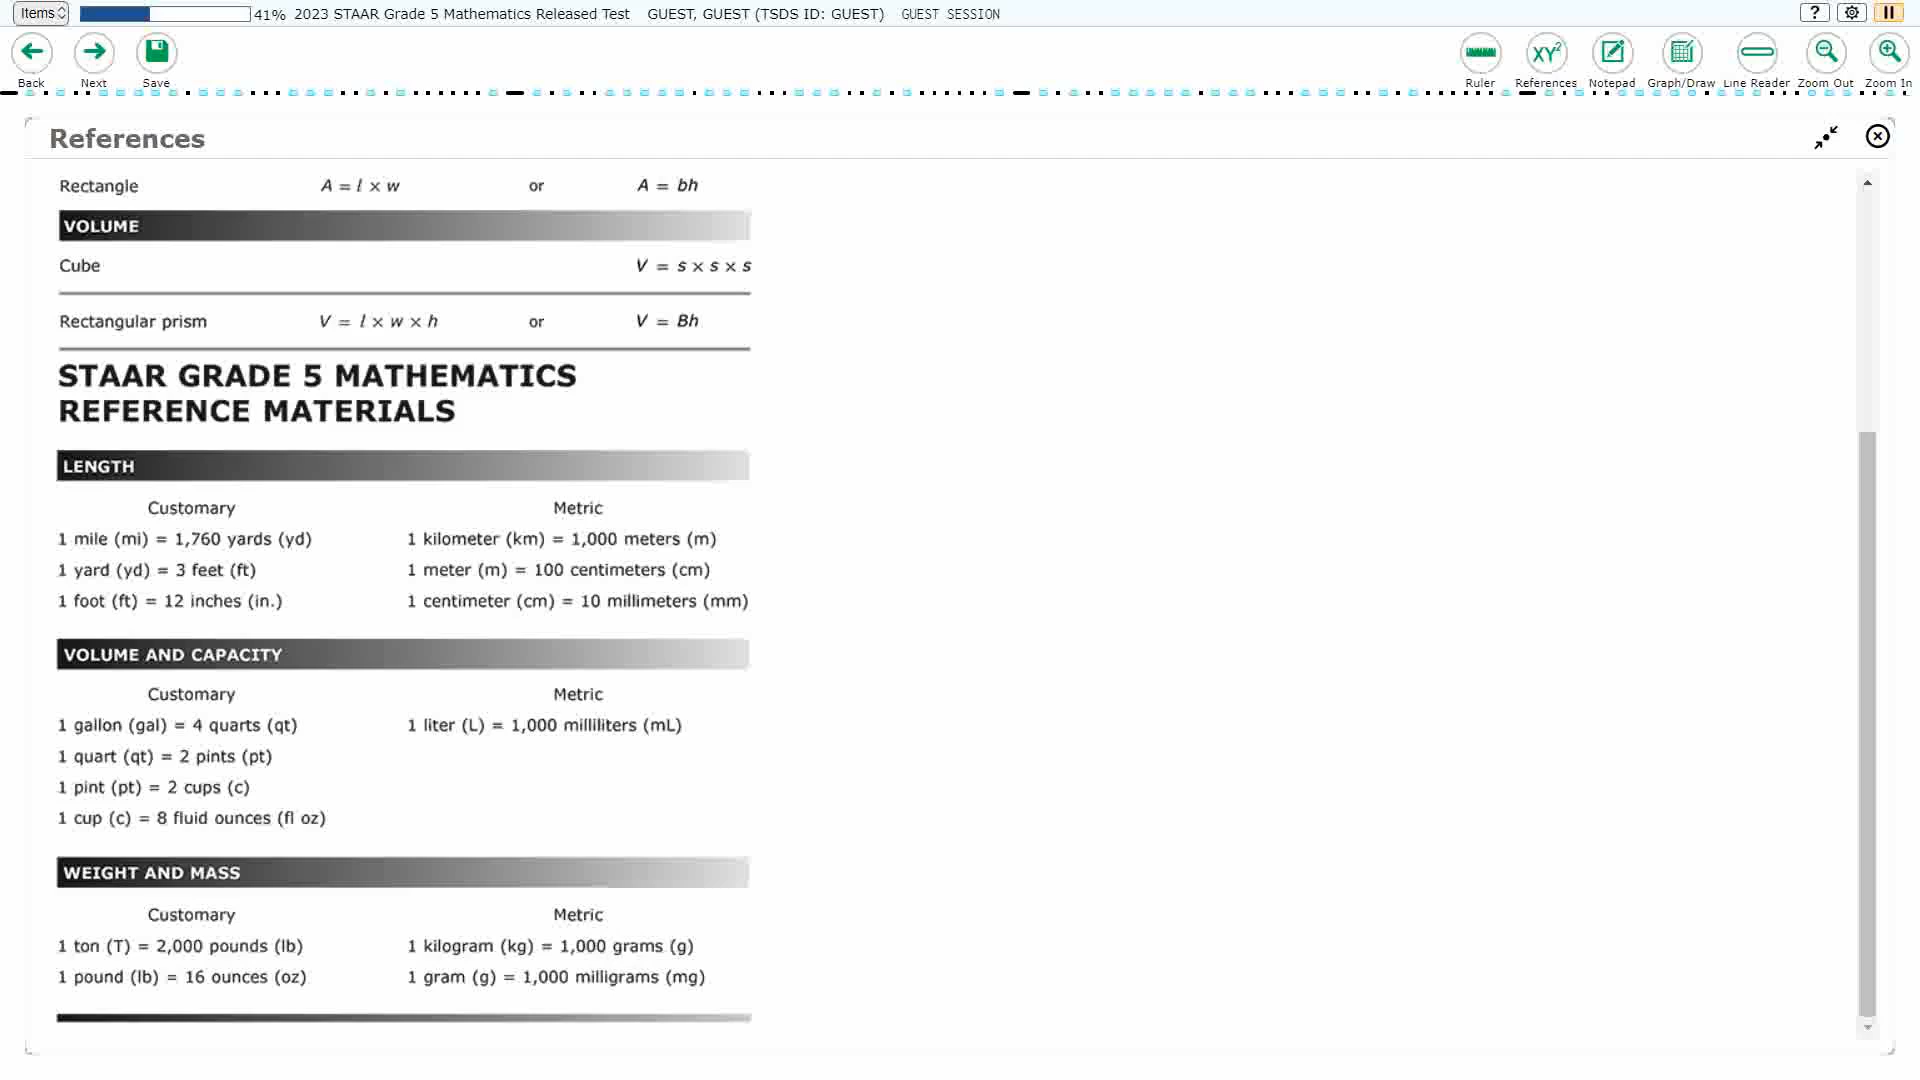 Items 41% 2023 STAAR Grade 5 Mathematics Released Test GUEST, GUEST (TSDS ID: GUEST) GUEST SESSION ?
Back Next Save Ruler XY² References Notepad Graph/Draw Line Reader Zoom Out Zoom In
References
Rectangle A = l × w or A = bh
VOLUME
Cube V = s × s × s
Rectangular prism V = l × w × h or V = Bh
STAAR GRADE 5 MATHEMATICS
REFERENCE MATERIALS
LENGTH
Customary Metric
1 mile (mi) = 1,760 yards (yd) 1 kilometer (km) = 1,000 meters (m)
1 yard (yd) = 3 feet (ft) 1 meter (m) = 100 centimeters (cm)
1 foot (ft) = 12 inches (in.) 1 centimeter (cm) = 10 millimeters (mm)
VOLUME AND CAPACITY
Customary Metric
1 gallon (gal) = 4 quarts (qt) 1 liter (L) = 1,000 milliliters (mL)
1 quart (qt) = 2 pints (pt)
1 pint (pt) = 2 cups (c)
1 cup (c) = 8 fluid ounces (fl oz)
WEIGHT AND MASS
Customary Metric
1 ton (T) = 2,000 pounds (lb) 1 kilogram (kg) = 1,000 grams (g)
1 pound (lb) = 16 ounces (oz) 1 gram (g) = 1,000 milligrams (mg)